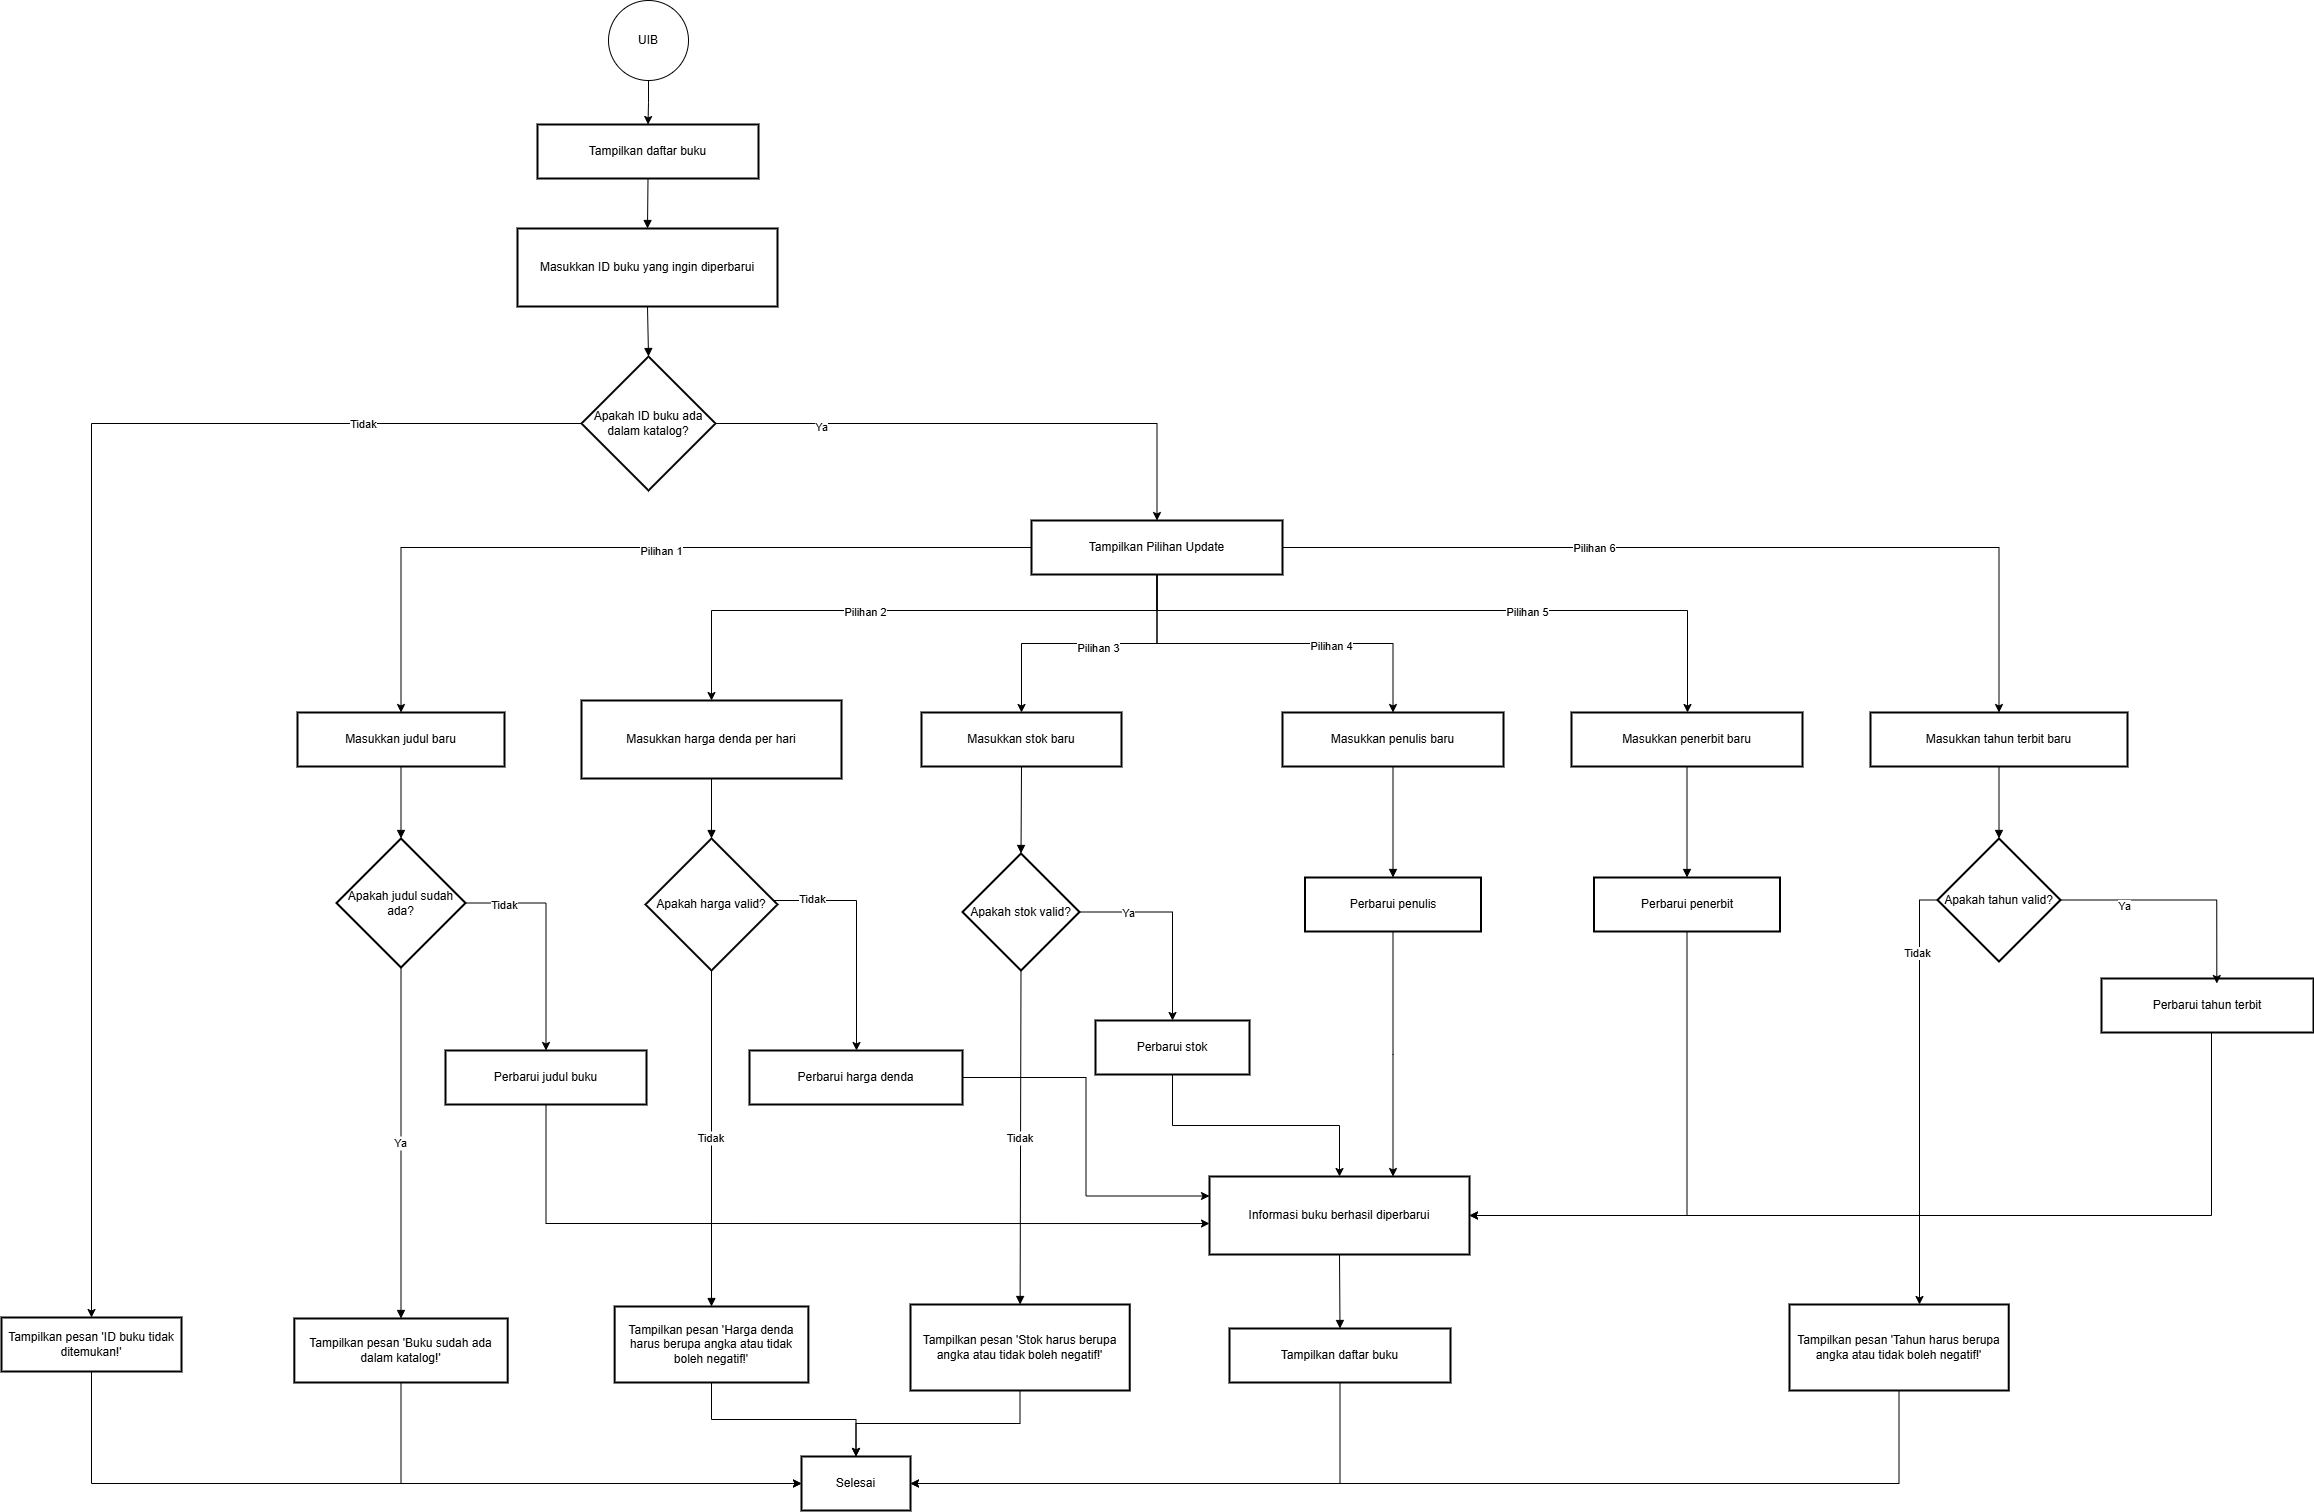 UIB
Tampilkan daftar buku
Masukkan ID buku yang ingin diperbarui
Apakah ID buku ada
dalam katalog?
Tidak
Ya
Tampilkan Pilihan Update
Pilihan 1
Pilihan 6
Pilihan 2
Pilihan 5
Pilihan 3
Pilihan 4
Masukkan judul baru
Masukkan harga denda per hari
Masukkan stok baru
Masukkan penulis baru
Masukkan penerbit baru
Masukkan tahun terbit baru
Apakah judul sudah
ada?
Tidak
Apakah harga valid?
Tidak
Apakah stok valid?
Ya
Perbarui penulis
Perbarui penerbit
Apakah tahun valid?
Ya
Tidak
Perbarui tahun terbit
Perbarui judul buku
Perbarui harga denda
Perbarui stok
Ya
Tidak
Tidak
Informasi buku berhasil diperbarui
Tampilkan pesan 'ID buku tidak
ditemukan!'
Tampilkan pesan 'Buku sudah ada
dalam katalog!'
Tampilkan pesan 'Harga denda
harus berupa angka atau tidak
boleh negatif!'
Tampilkan pesan 'Stok harus berupa
angka atau tidak boleh negatif!'
Tampilkan daftar buku
Tampilkan pesan 'Tahun harus berupa
angka atau tidak boleh negatif!'
Selesai